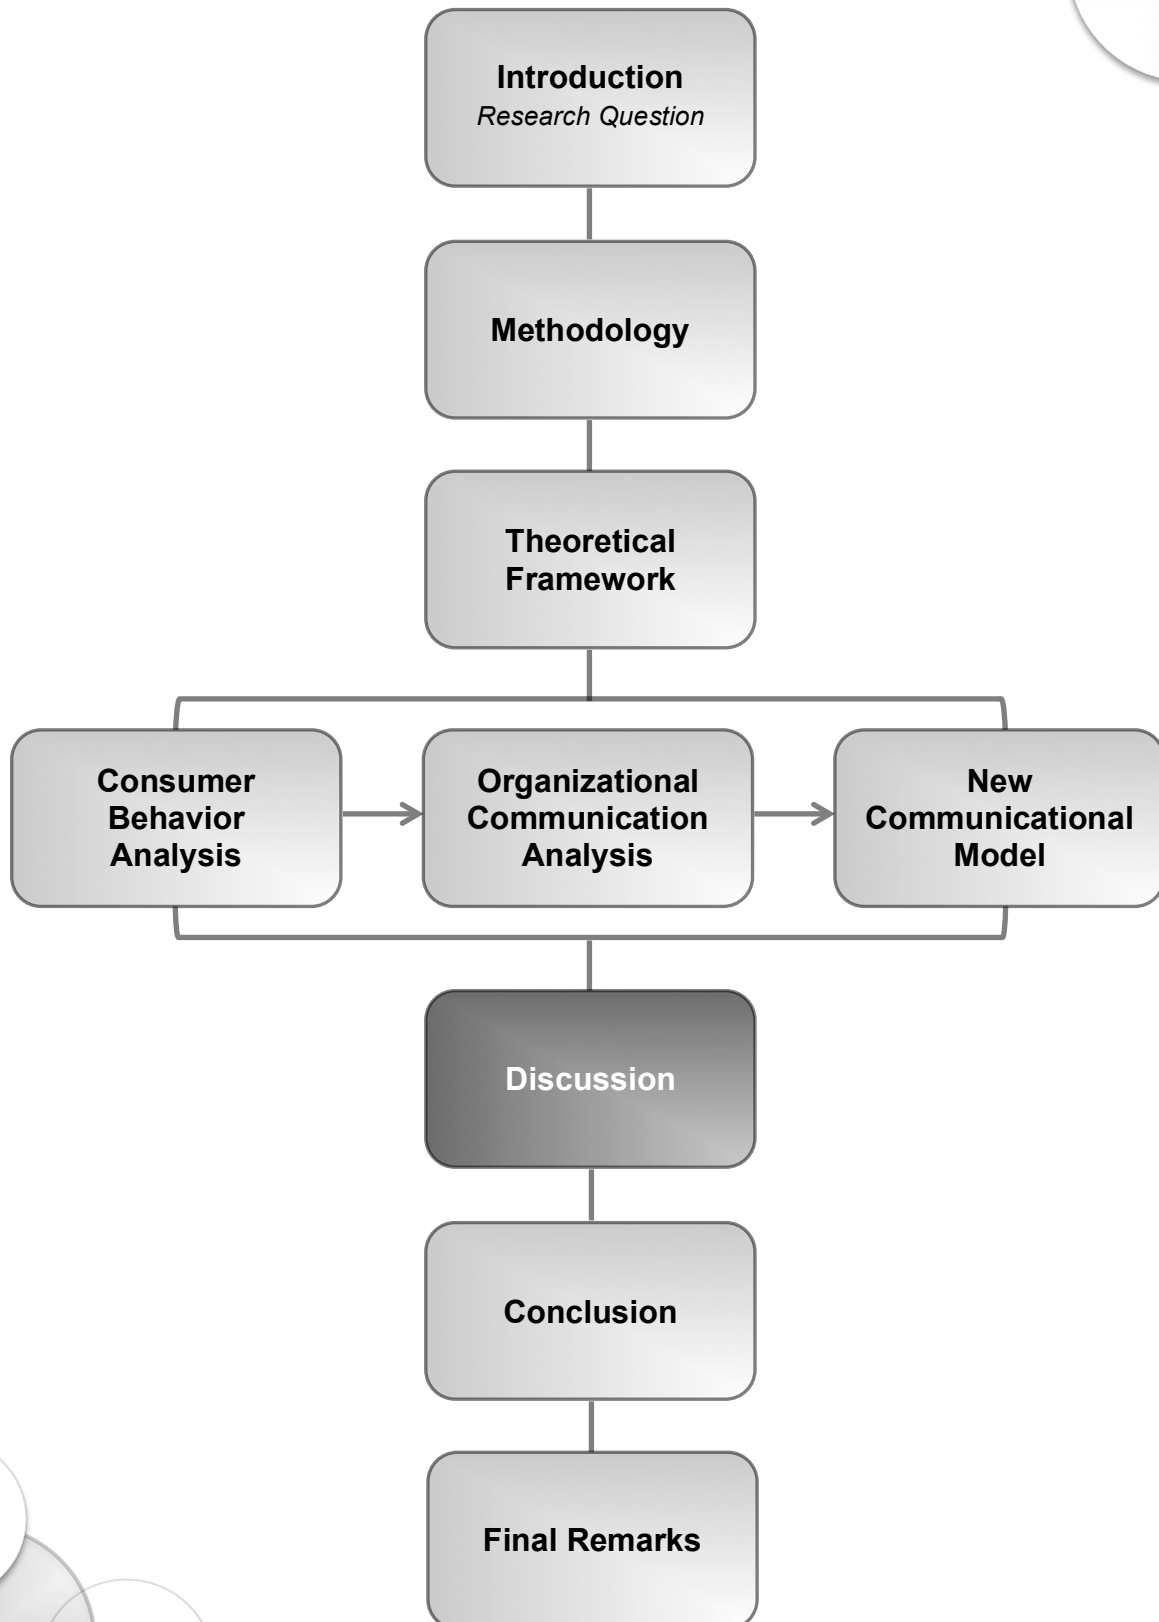 Introduction
Research Question
Methodology
Theoretical
Framework
Consumer
Behavior
Analysis
Organizational
Communication
Analysis
New
Communicational
Model
Discussion
Conclusion
Final Remarks